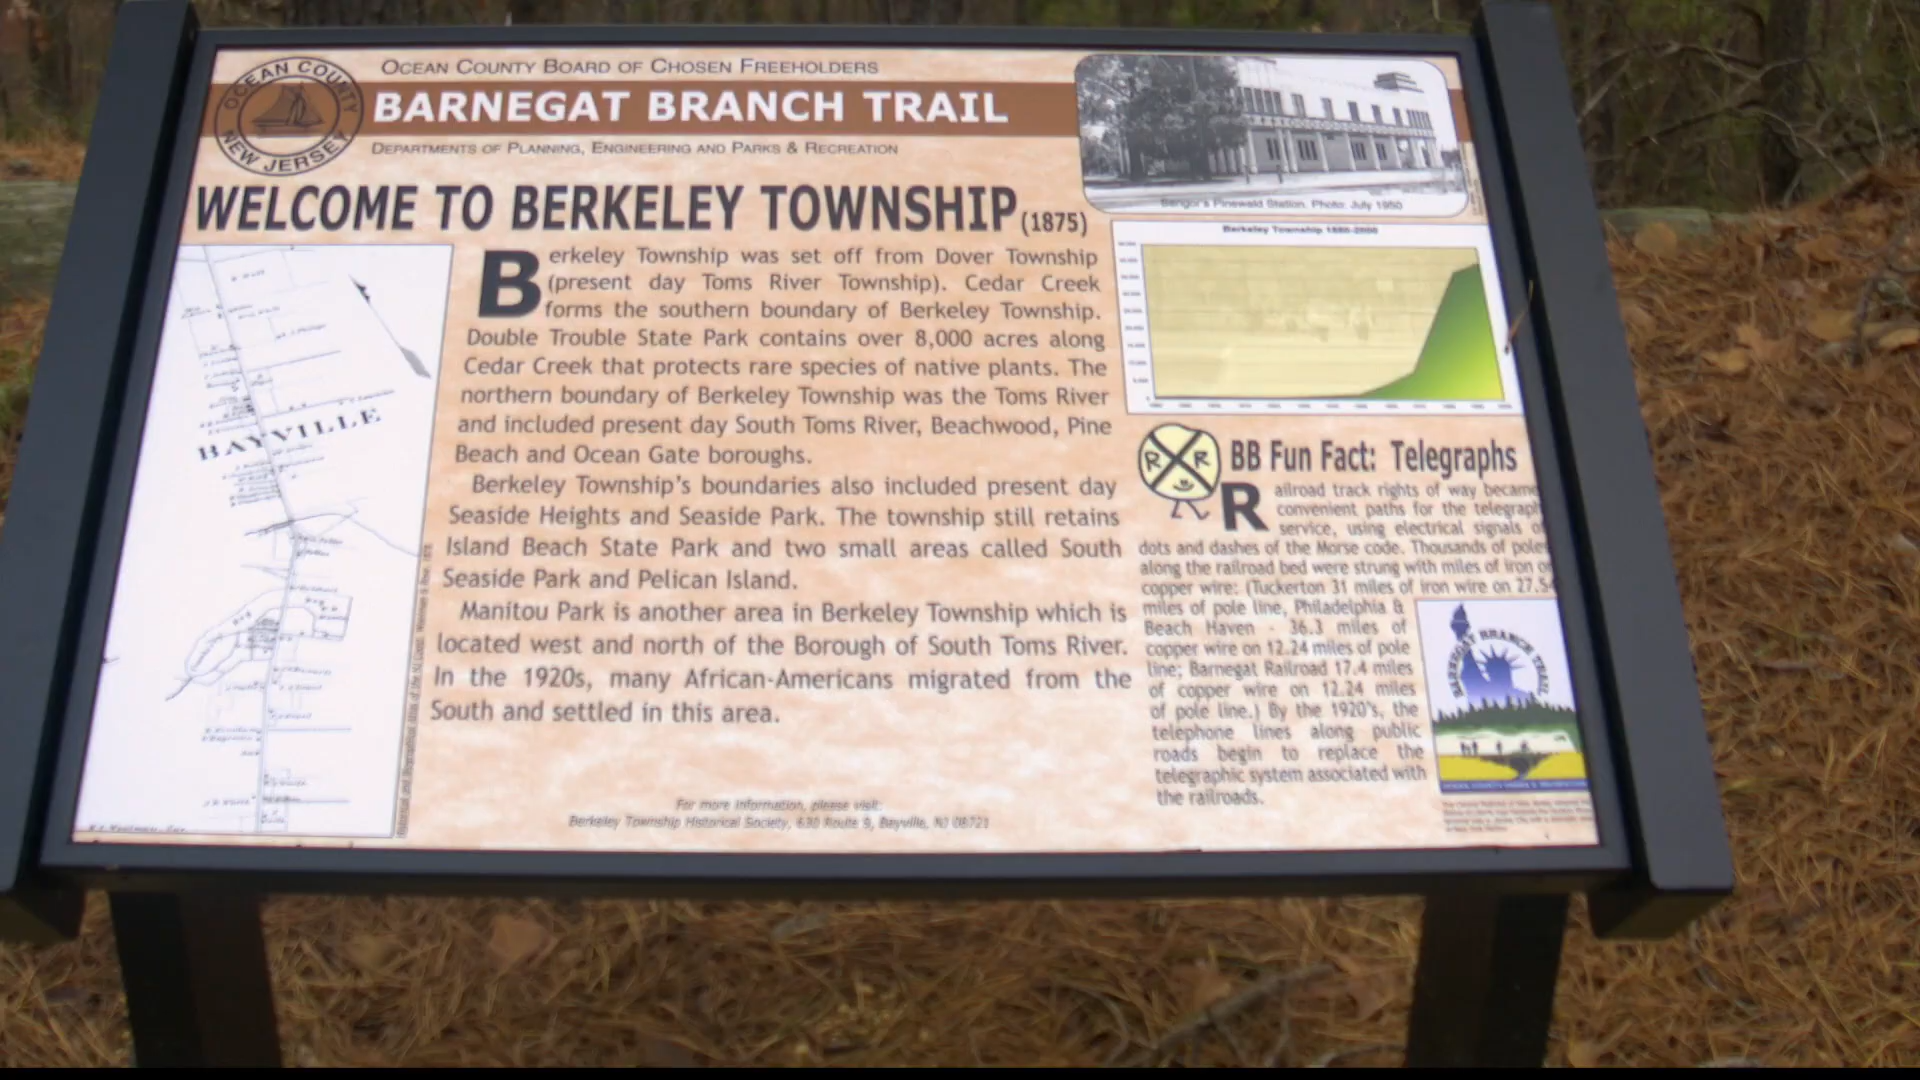 OCEAN COUNTY
NEW JERSEY
OCEAN COUNTY BOARD OF CHOSEN FREEHOLDERS
BARNEGAT BRANCH TRAIL
DEPARTMENTS OF PLANNING, ENGINEERING AND PARKS & RECREATION
WELCOME TO BERKELEY TOWNSHIP (1875)
BAYVILLE
Berkeley Township was set off from Dover Township
(present day Toms River Township). Cedar Creek
forms the southern boundary of Berkeley Township.
Double Trouble State Park contains over 8,000 acres along
Cedar Creek that protects rare species of native plants. The
northern boundary of Berkeley Township was the Toms River
and included present day South Toms River, Beachwood, Pine
Beach and Ocean Gate boroughs.
Berkeley Township's boundaries also included present day
Seaside Heights and Seaside Park. The township still retains
Island Beach State Park and two small areas called South
Seaside Park and Pelican Island.
Manitou Park is another area in Berkeley Township which is
located west and north of the Borough of South Toms River.
In the 1920s, many African-Americans migrated from the
South and settled in this area.
For more information, please visit:
Berkeley Township Historical Society, 630 Route 9, Bayville, NJ 08721
Pinewald Station. Photo: July 1950
Berkeley Township 1880-2000
R R
BB Fun Fact: Telegraphs
Railroad track rights of way became
convenient paths for the telegraph
service, using electrical signals of
dots and dashes of the Morse code. Thousands of poles
along the railroad bed were strung with miles of iron or
copper wire: (Tuckerton 31 miles of iron wire on 27.54
miles of pole line, Philadelphia &
Beach Haven - 36.3 miles of
copper wire on 12.24 miles of pole
line; Barnegat Railroad 17.4 miles
of copper wire on 12.24 miles
of pole line.) By the 1920's, the
telephone lines along public
roads begin to replace the
telegraphic system associated with
the railroads.
BARNEGAT BRANCH TRAIL